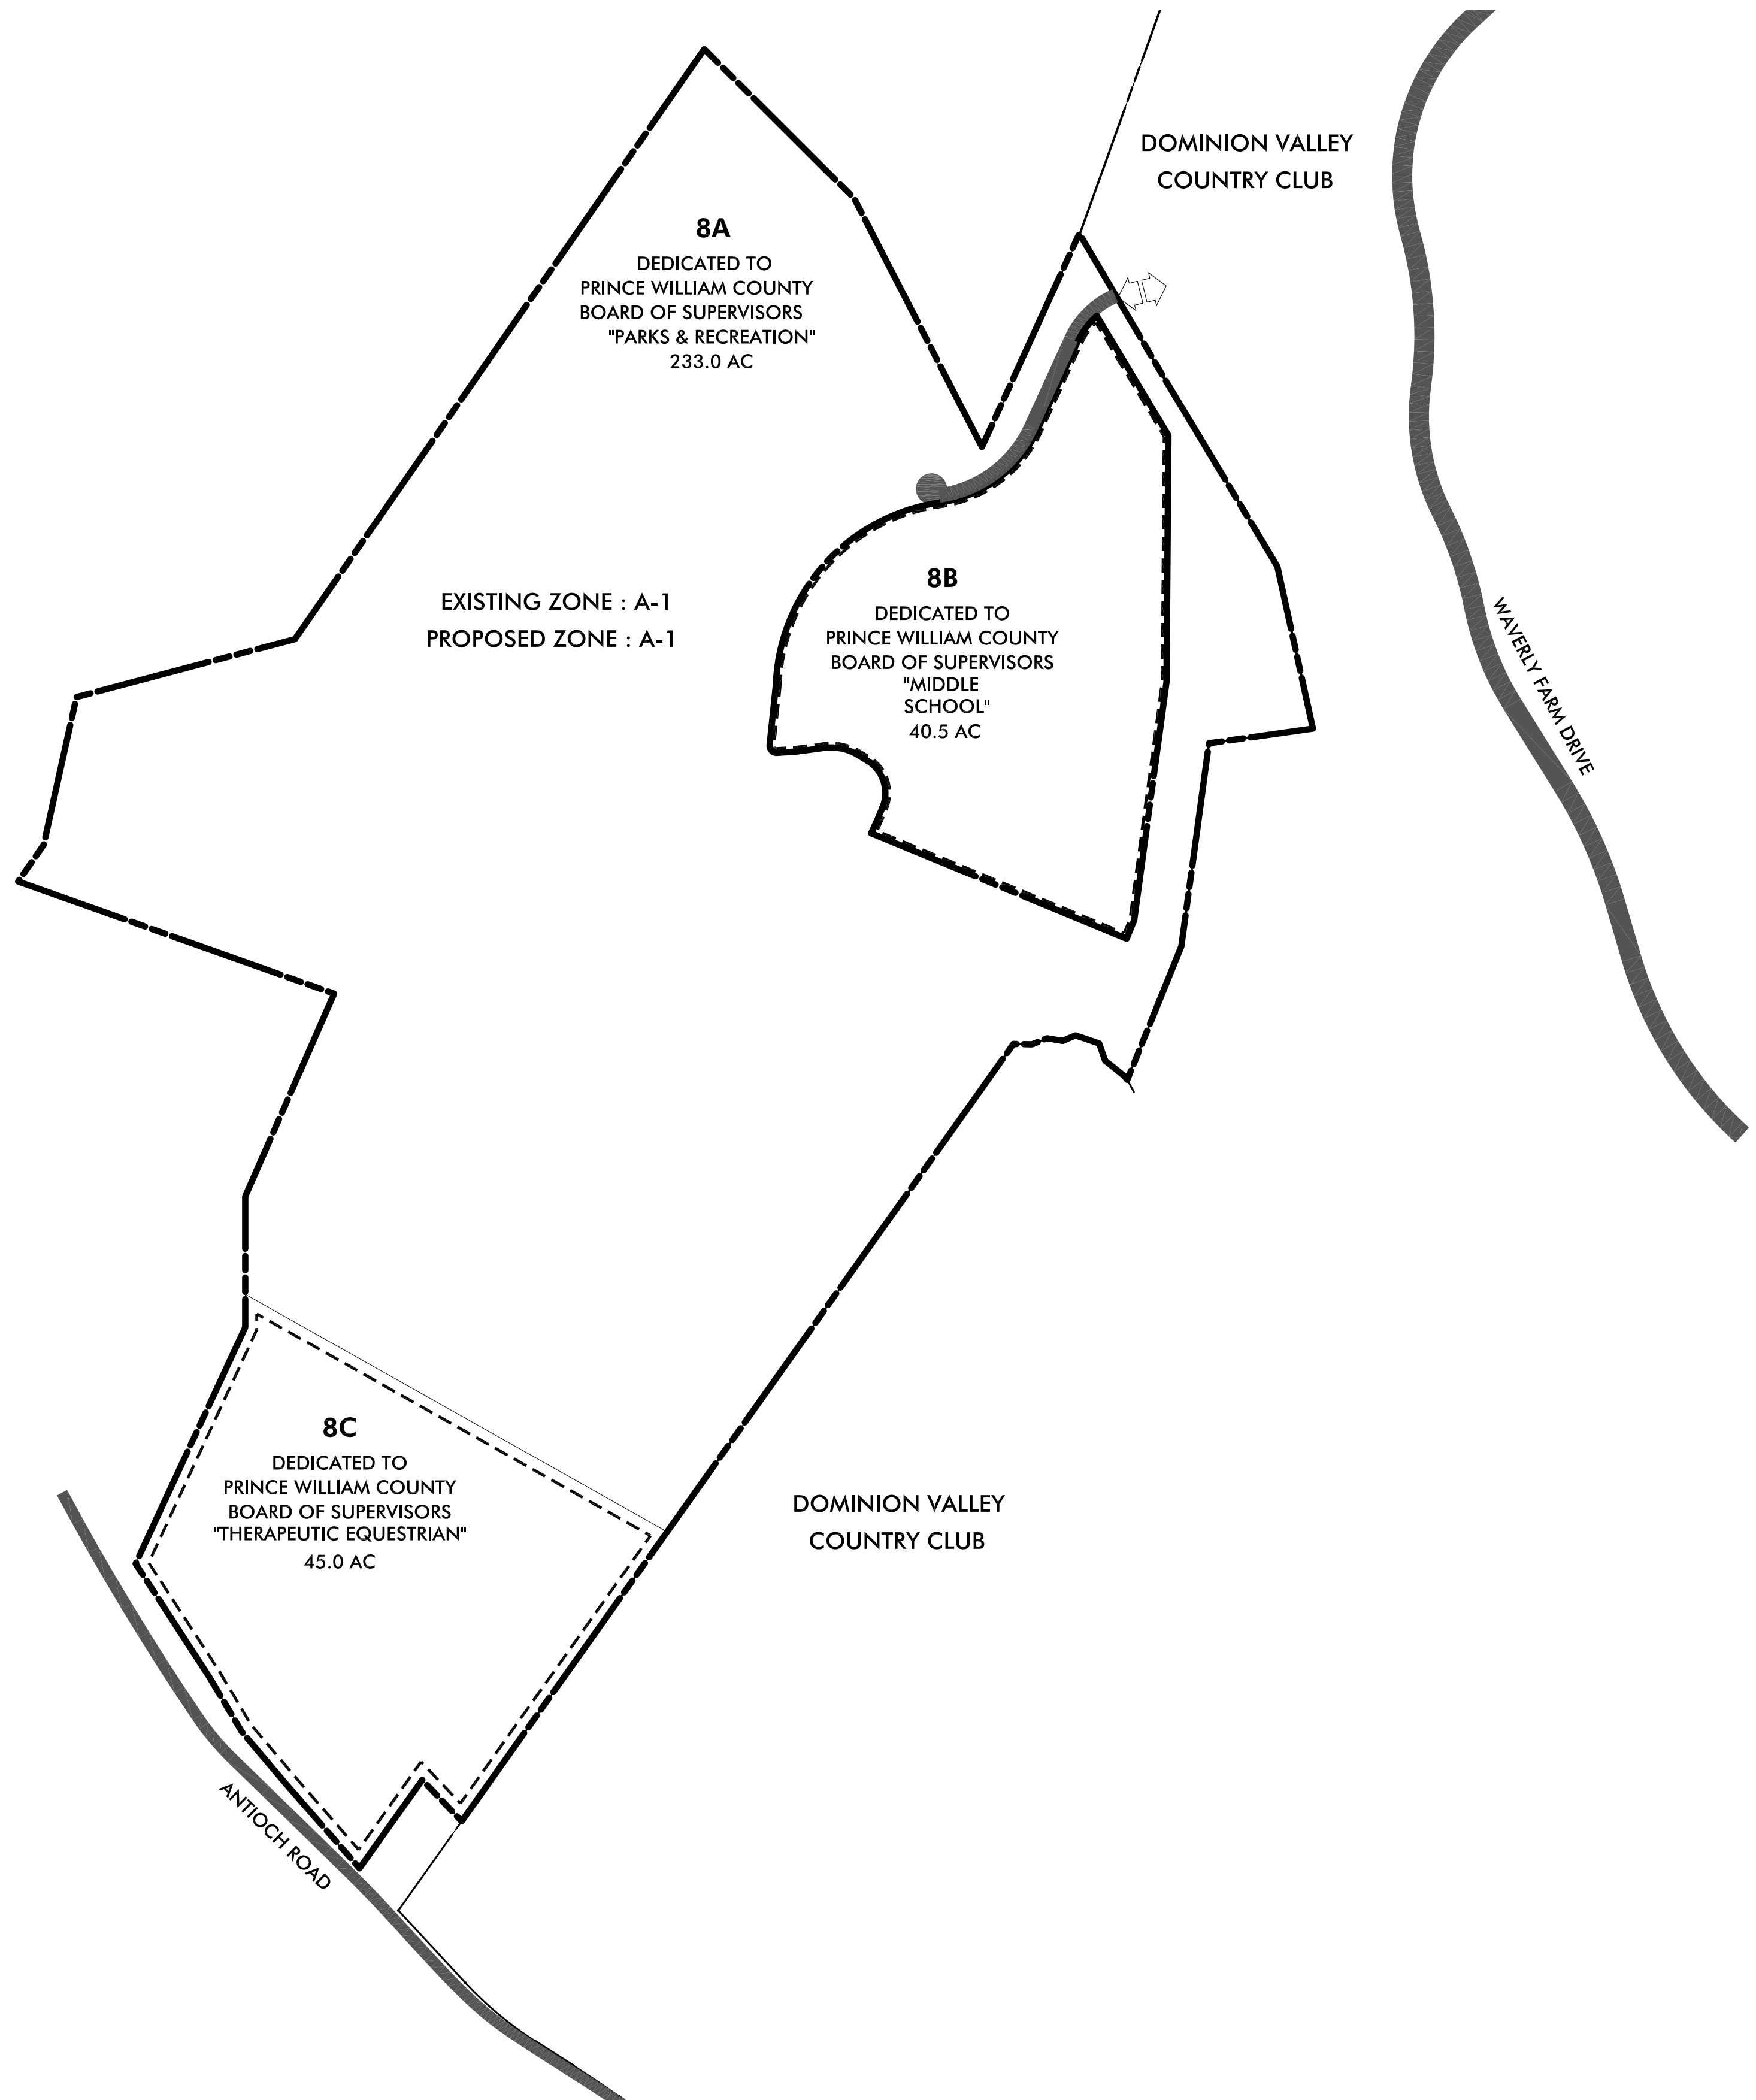 DOMINION VALLEY
COUNTRY CLUB
8A
DEDICATED TO
PRINCE WILLIAM COUNTY
BOARD OF SUPERVISORS
"PARKS & RECREATION"
233.0 AC
EXISTING ZONE : A-1
PROPOSED ZONE : A-1
8B
DEDICATED TO
PRINCE WILLIAM COUNTY
BOARD OF SUPERVISORS
"MIDDLE
SCHOOL"
40.5 AC
WAVERLY FARM DRIVE
8C
DEDICATED TO
PRINCE WILLIAM COUNTY
BOARD OF SUPERVISORS
"THERAPEUTIC EQUESTRIAN"
45.0 AC
DOMINION VALLEY
COUNTRY CLUB
ANTIOCH ROAD